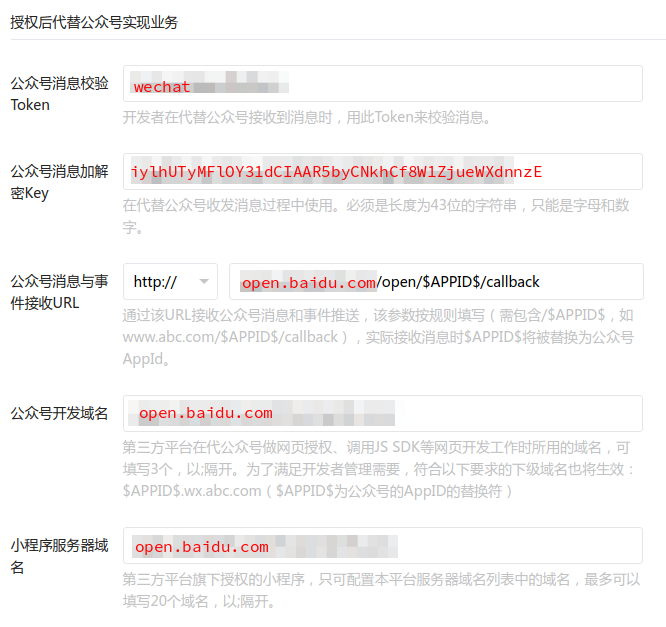 授权后代替公众号实现业务
公众号消息校验
Token
wechat
开发者在代替公众号接收到消息时，用此Token来校验消息。
公众号消息加解
密Key
iylhUTyMFlOY31dCIAAR5byCNkhCf8W1ZjueWXdnnzE
在代替公众号收发消息过程中使用。必须是长度为43位的字符串，只能是字母和数
字。
公众号消息与事
件接收URL
http://
open.baidu.com/open/$APPID$/callback
通过该URL接收公众号消息和事件推送，该参数按规则填写（需包含/$APPID$，如
www.abc.com/$APPID$/callback），实际接收消息时$APPID$将被替换为公众号
AppId。
公众号开发域名
open.baidu.com
第三方平台在代公众号做网页授权、调用JS SDK等网页开发工作时所用的域名，可
填写3个，以;隔开。为了满足开发者管理需要，符合以下要求的下级域名也将生效：
$APPID$.wx.abc.com（$APPID$为公众号的AppID的替换符）
小程序服务器域
名
open.baidu.com
第三方平台旗下授权的小程序，只可配置本平台服务器域名列表中的域名，最多可以
填写20个域名，以;隔开。